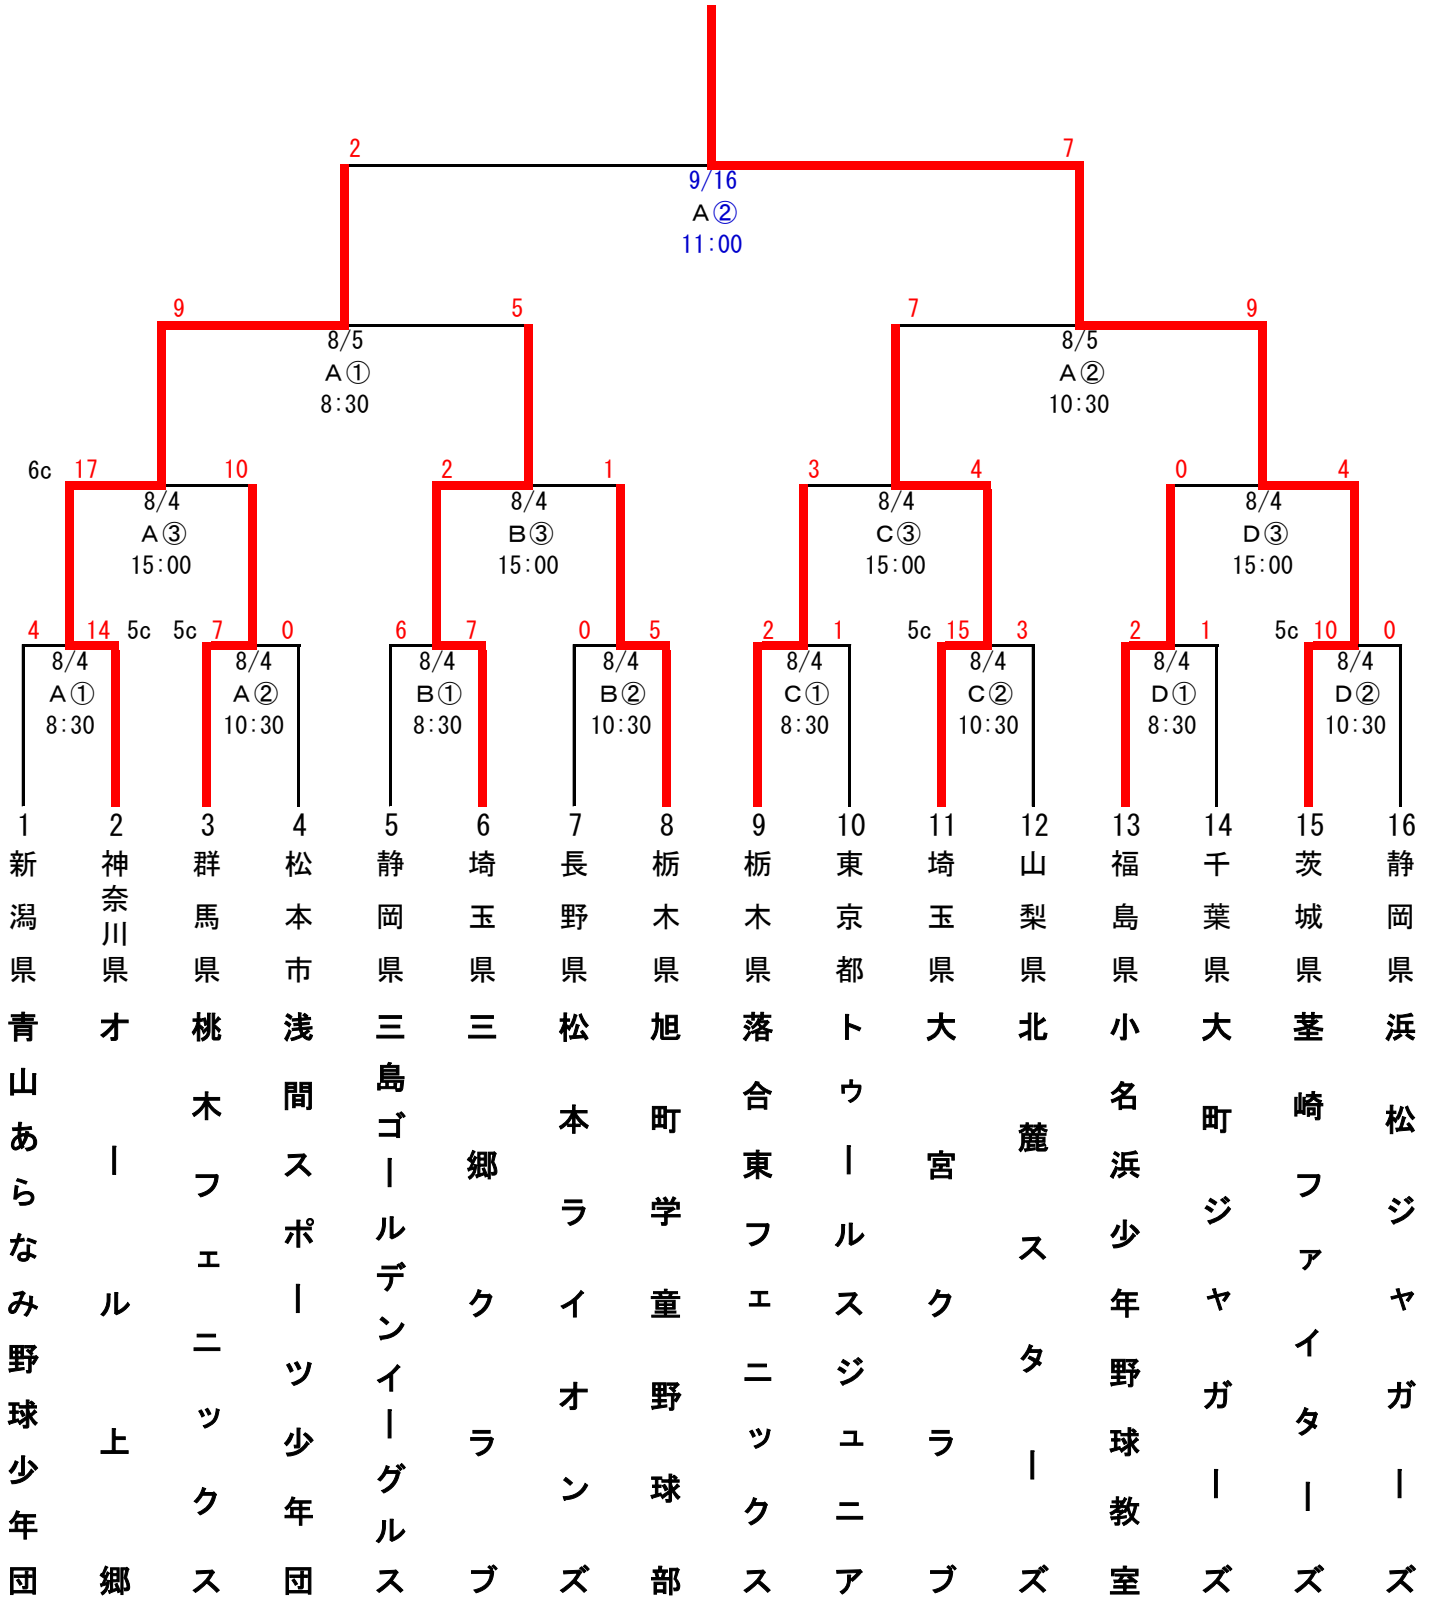 2 7
9/16
A②
11:00
9 5 7 9
8/5 8/5
A① A②
8:30 10:30
6c 17 10 2 1 3 4 0 4
8/4 8/4 8/4 8/4
A③ B③ C③ D③
15:00 15:00 15:00 15:00
4 14 5c 5c 7 0 6 7 0 5 2 1 5c 15 3 2 1 5c 10 0
8/4 8/4 8/4 8/4 8/4 8/4 8/4 8/4
A① A② B① B② C① C② D① D②
8:30 10:30 8:30 10:30 8:30 10:30 8:30 10:30
1 新潟県 青山あらなみ野球少年団
2 神奈川県 オール上郷
3 群馬県 桃木フェニックス
4 松本市 浅間スポーツ少年団
5 静岡県 三島ゴールデンイーグルス
6 埼玉県 三郷クラブ
7 長野県 松本ライオンズ
8 栃木県 旭町学童野球部
9 栃木県 落合東フェニックス
10 東京都 トゥールスジュニア
11 埼玉県 大宮クラブ
12 山梨県 北麓スターズ
13 福島県 小名浜少年野球教室
14 千葉県 大町ジャガーズ
15 茨城県 茎崎ファイターズ
16 静岡県 浜松ジャガーズ